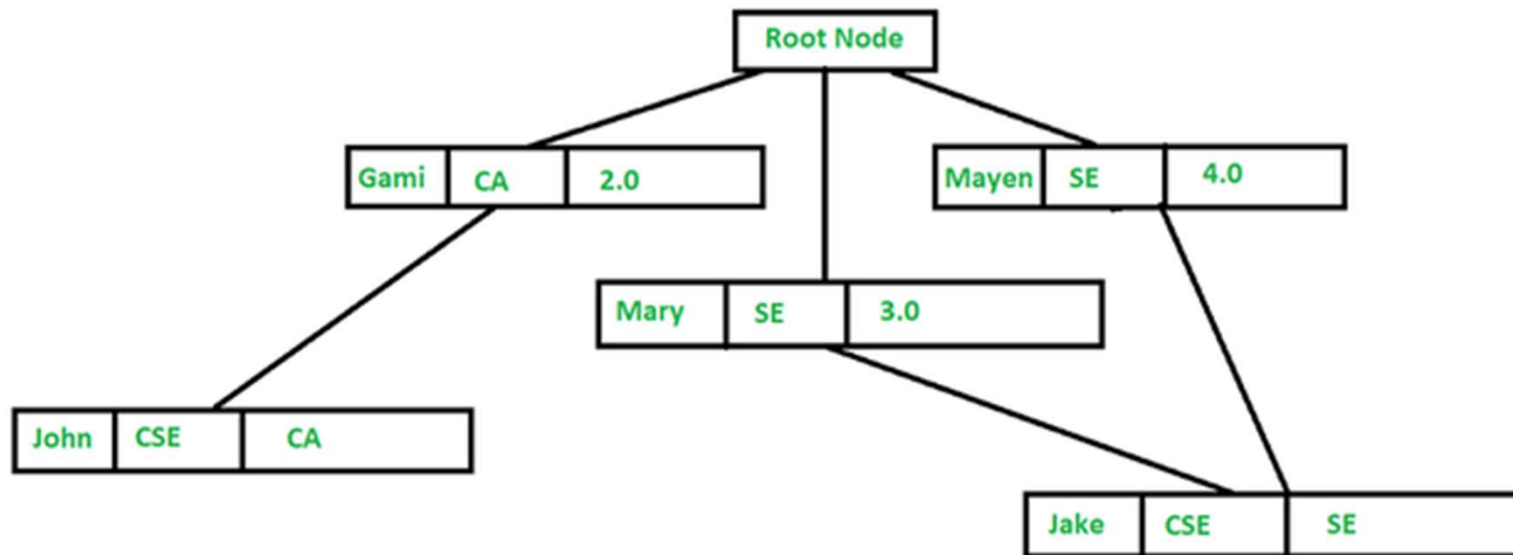 Root Node
Gami CA 2.0
Mayen SE 4.0
Mary SE 3.0
John CSE CA
Jake CSE SE